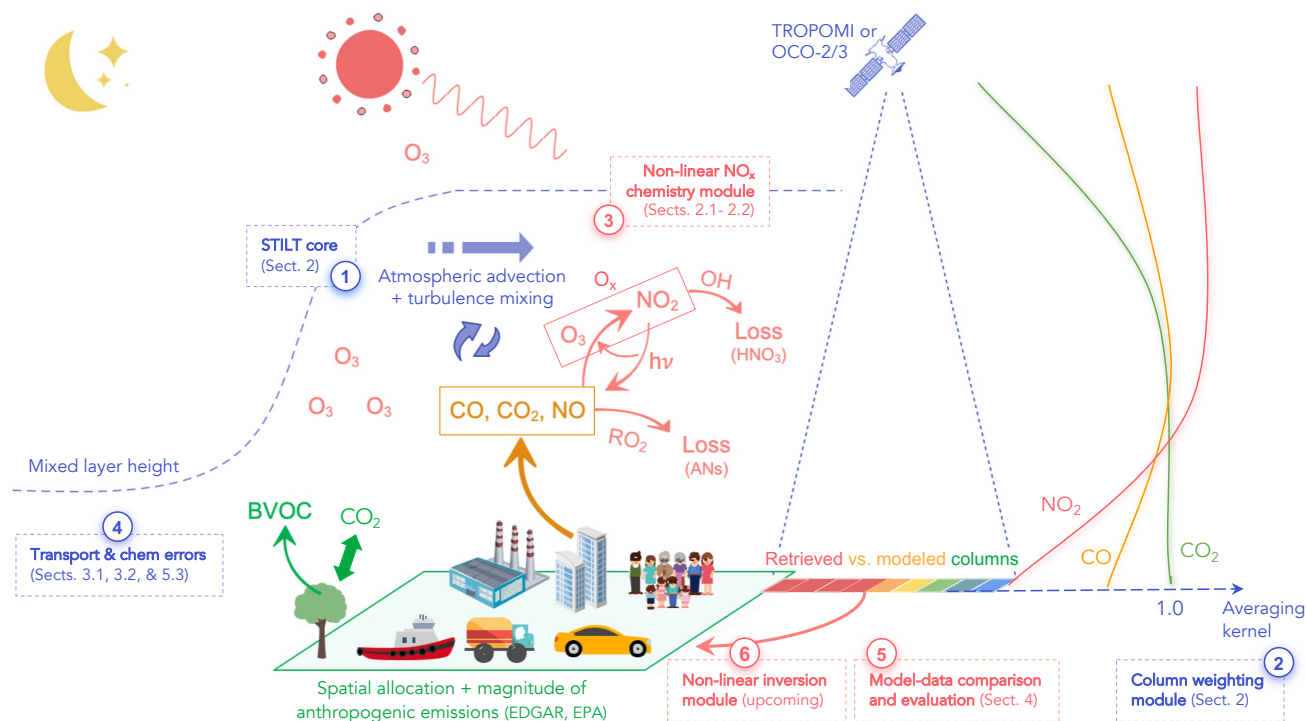 TROPOMI or
OCO-2/3
O₃
Non-linear NOₓ
chemistry module
(Sects. 2.1- 2.2)
3
STILT core
(Sect. 2)
1
Atmospheric advection
+ turbulence mixing
Oₓ
NO₂
OH
O₃
Loss
(HNO₃)
hν
O₃
O₃
O₃
CO, CO₂, NO
RO₂
Loss
(ANs)
Mixed layer height
4
Transport & chem errors
(Sects. 3.1, 3.2, & 5.3)
BVOC
CO₂
NO₂
CO
CO₂
Retrieved vs. modeled columns
1.0
Averaging
kernel
Spatial allocation + magnitude of
anthropogenic emissions (EDGAR, EPA)
6
Non-linear inversion
module (upcoming)
5
Model-data comparison
and evaluation (Sect. 4)
2
Column weighting
module (Sect. 2)